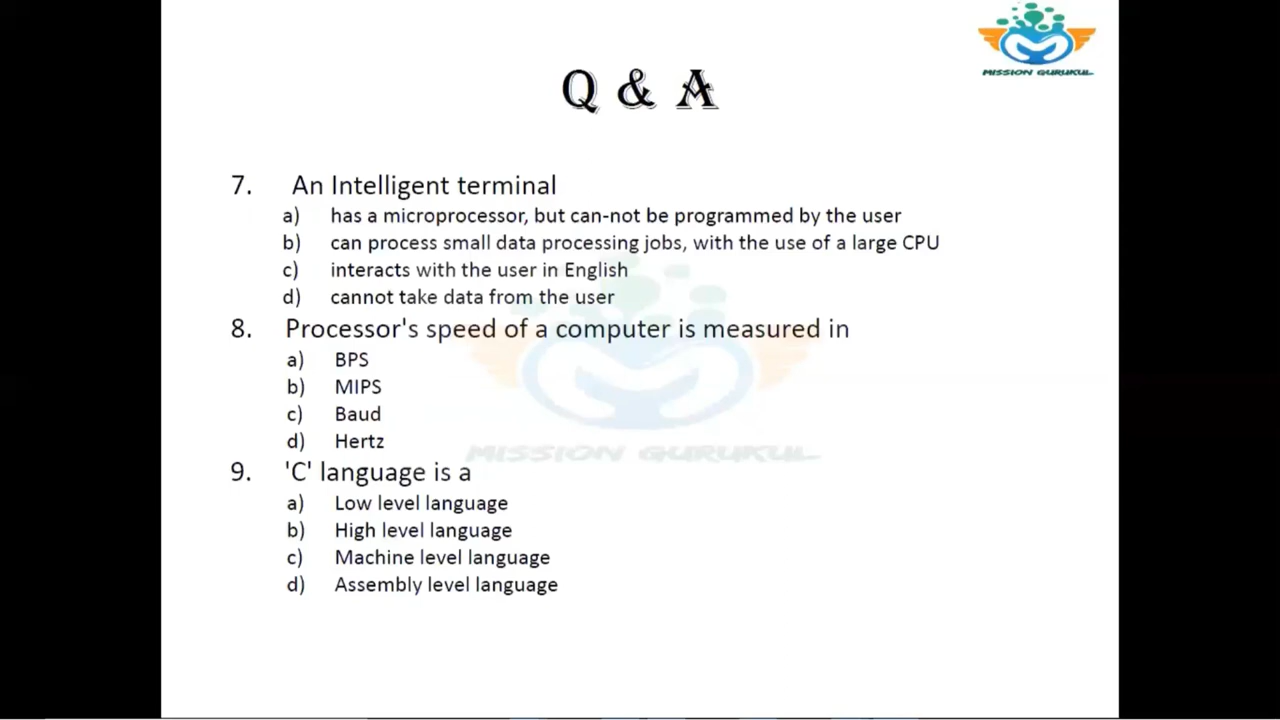 MISSION GURUKUL
Q & A
7. An Intelligent terminal
a) has a microprocessor, but can-not be programmed by the user
b) can process small data processing jobs, with the use of a large CPU
c) interacts with the user in English
d) cannot take data from the user
8. Processor's speed of a computer is measured in
a) BPS
b) MIPS
c) Baud
d) Hertz
MISSION GURUKUL
9. 'C' language is a
a) Low level language
b) High level language
c) Machine level language
d) Assembly level language